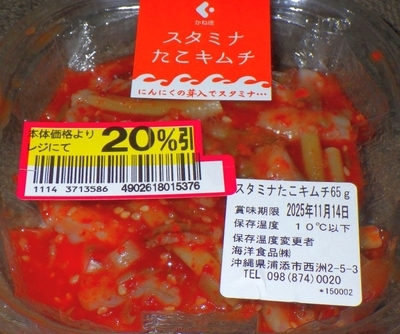 かね徳
スタミナ
たこキムチ
にんにくの芽入でスタミナ…
本体価格より
レジにて
20%引
1114 3713586 4902618015376
スタミナたこキムチ65g
賞味期限 2025年11月14日
保存温度 10℃以下
保存温度変更者
海洋食品㈱
沖縄県浦添市西洲2-5-3
TEL 098(874)0020
*150002